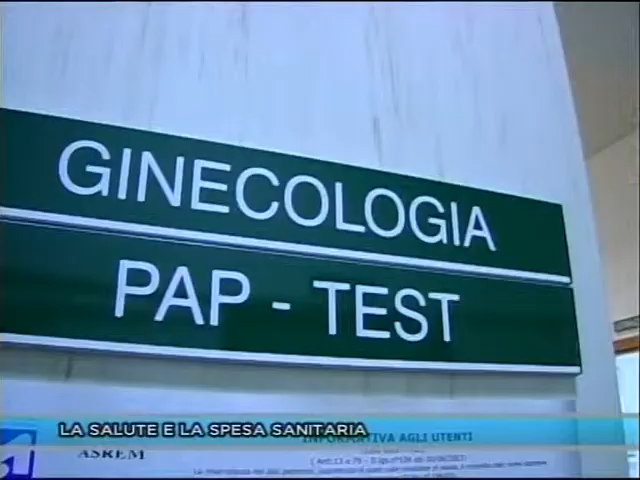 GINECOLOGIA
PAP - TEST
LA SALUTE E LA SPESA SANITARIA
INFORMATIVA AGLI UTENTI
ASREM